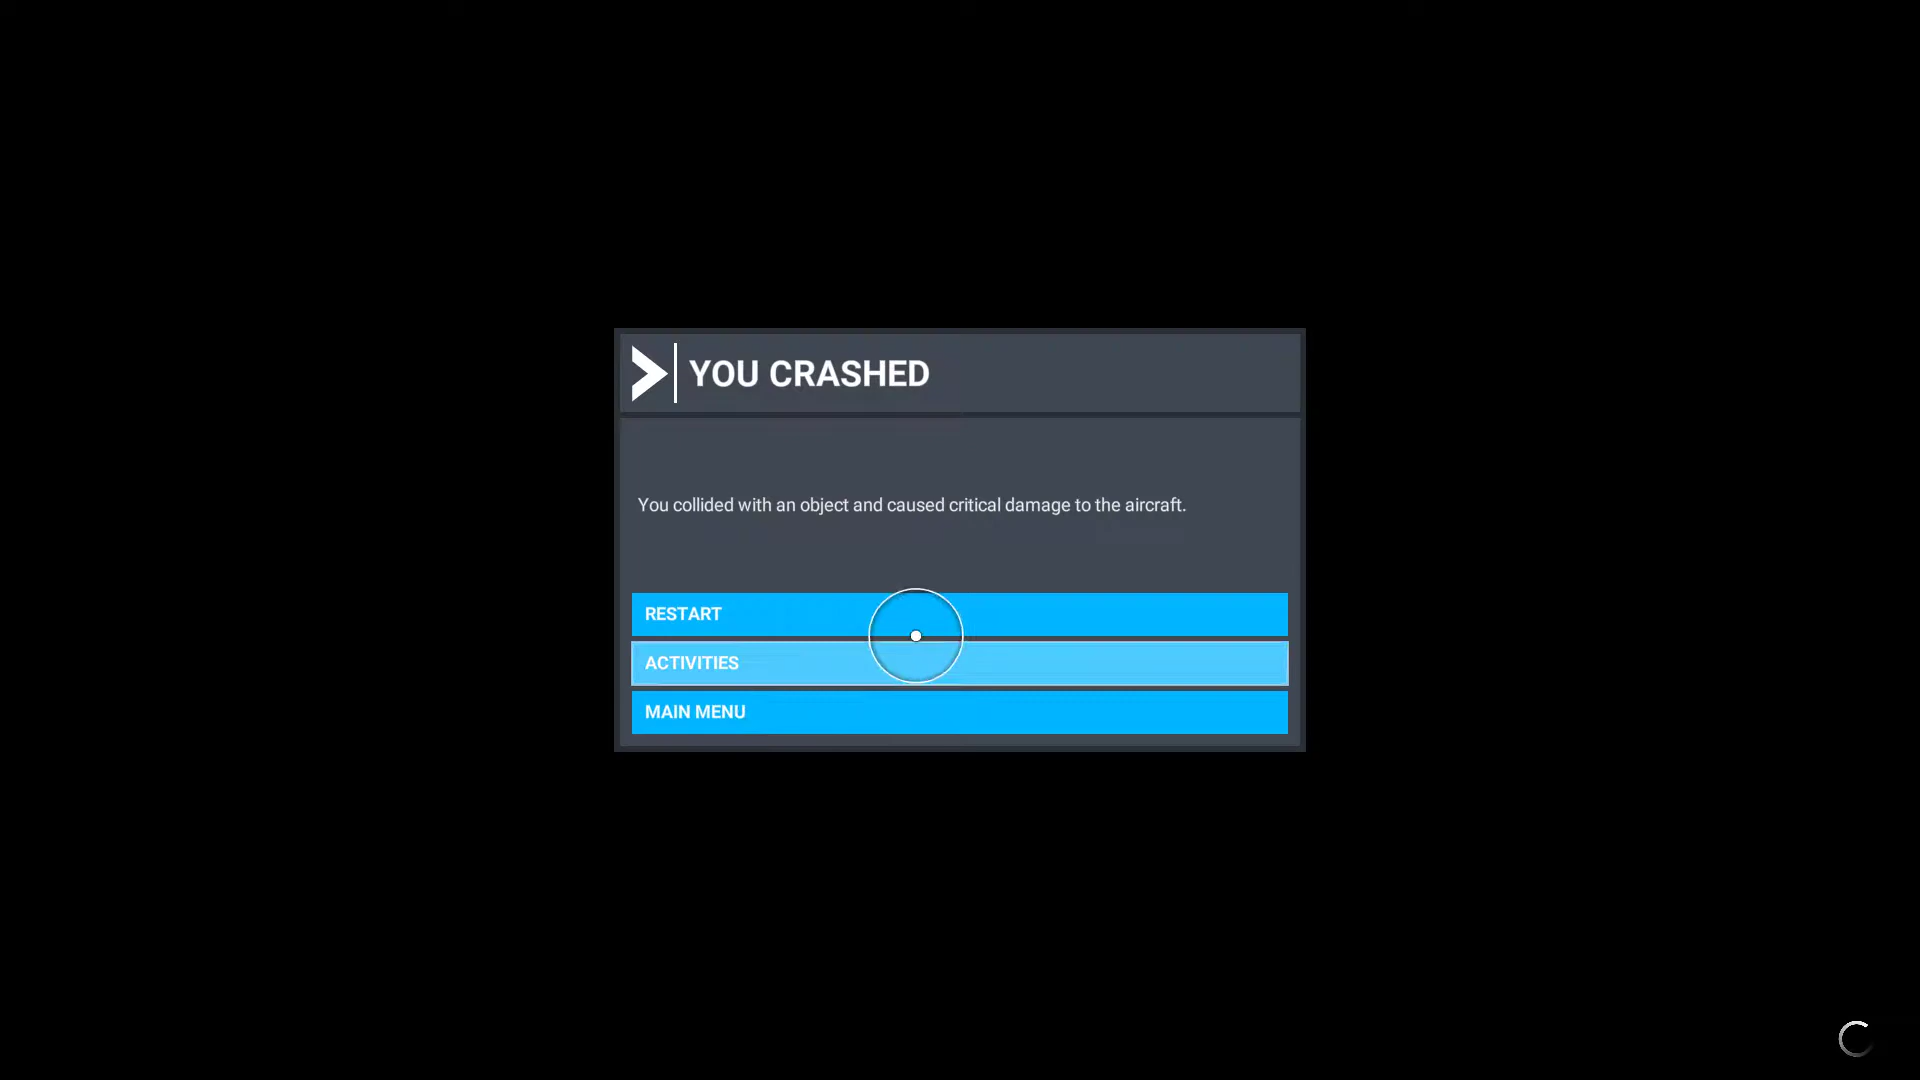 YOU CRASHED
You collided with an object and caused critical damage to the aircraft.
RESTART
ACTIVITIES
MAIN MENU